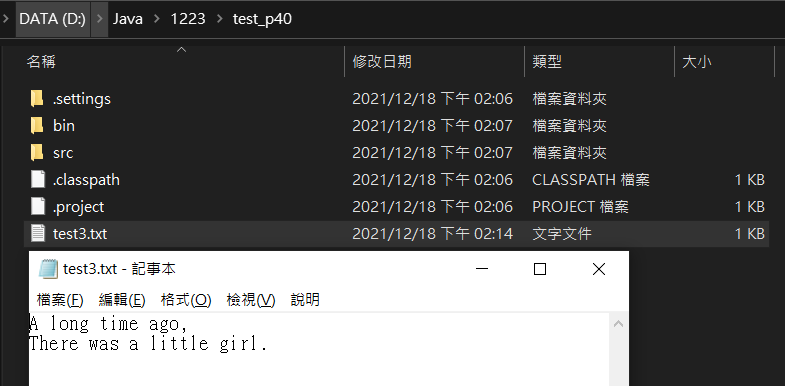 DATA (D:) Java 1223 test_p40
名稱 修改日期 類型 大小
.settings 2021/12/18 下午 02:06 檔案資料夾
bin 2021/12/18 下午 02:07 檔案資料夾
src 2021/12/18 下午 02:07 檔案資料夾
.classpath 2021/12/18 下午 02:06 CLASSPATH 檔案 1 KB
.project 2021/12/18 下午 02:06 PROJECT 檔案 1 KB
test3.txt 2021/12/18 下午 02:14 文字文件 1 KB
test3.txt - 記事本
檔案(F) 編輯(E) 格式(O) 檢視(V) 說明
A long time ago,
There was a little girl.